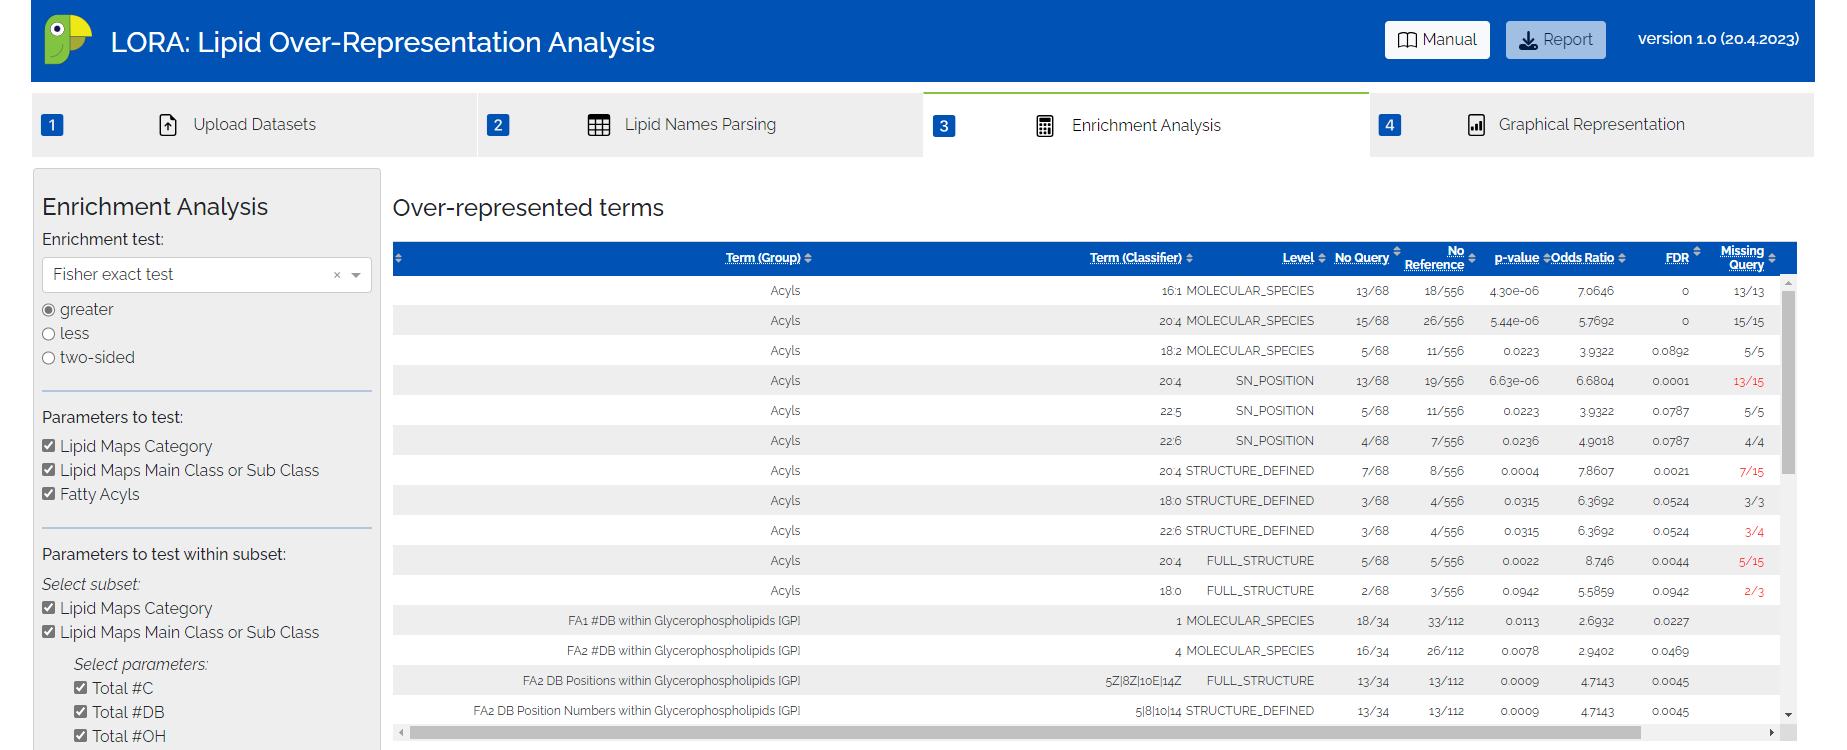 LORA: Lipid Over-Representation Analysis
Manual
Report
version 1.0 (20.4.2023)
1 Upload Datasets
2 Lipid Names Parsing
3 Enrichment Analysis
4 Graphical Representation
Enrichment Analysis
Enrichment test:
Fisher exact test ×
greater
less
two-sided
Parameters to test:
Lipid Maps Category
Lipid Maps Main Class or Sub Class
Fatty Acyls
Parameters to test within subset:
Select subset:
Lipid Maps Category
Lipid Maps Main Class or Sub Class
Select parameters:
Total #C
Total #DB
Total #OH
Over-represented terms
Term (Group) Term (Classifier) Level No Query No Reference p-value Odds Ratio FDR Missing Query
Acyls 16:1 MOLECULAR_SPECIES 13/68 18/556 4.30e-06 7.0646 0 13/13
Acyls 20:4 MOLECULAR_SPECIES 15/68 26/556 5.44e-06 5.7692 0 15/15
Acyls 18:2 MOLECULAR_SPECIES 5/68 11/556 0.0223 3.9322 0.0892 5/5
Acyls 20:4 SN_POSITION 13/68 19/556 6.63e-06 6.6804 0.0001 13/15
Acyls 22:5 SN_POSITION 5/68 11/556 0.0223 3.9322 0.0787 5/5
Acyls 22:6 SN_POSITION 4/68 7/556 0.0236 4.9018 0.0787 4/4
Acyls 20:4 STRUCTURE_DEFINED 7/68 8/556 0.0004 7.8607 0.0021 7/15
Acyls 18:0 STRUCTURE_DEFINED 3/68 4/556 0.0315 6.3692 0.0524 3/3
Acyls 22:6 STRUCTURE_DEFINED 3/68 4/556 0.0315 6.3692 0.0524 3/4
Acyls 20:4 FULL_STRUCTURE 5/68 5/556 0.0022 8.746 0.0044 5/15
Acyls 18:0 FULL_STRUCTURE 2/68 3/556 0.0942 5.5859 0.0942 2/3
FA1 #DB within Glycerophospholipids [GP] 1 MOLECULAR_SPECIES 18/34 33/112 0.0113 2.6932 0.0227
FA2 #DB within Glycerophospholipids [GP] 4 MOLECULAR_SPECIES 16/34 26/112 0.0078 2.9402 0.0469
FA2 DB Positions within Glycerophospholipids [GP] 5Z|8Z|10E|14Z FULL_STRUCTURE 13/34 13/112 0.0009 4.7143 0.0045
FA2 DB Position Numbers within Glycerophospholipids [GP] 5|8|10|14 STRUCTURE_DEFINED 13/34 13/112 0.0009 4.7143 0.0045